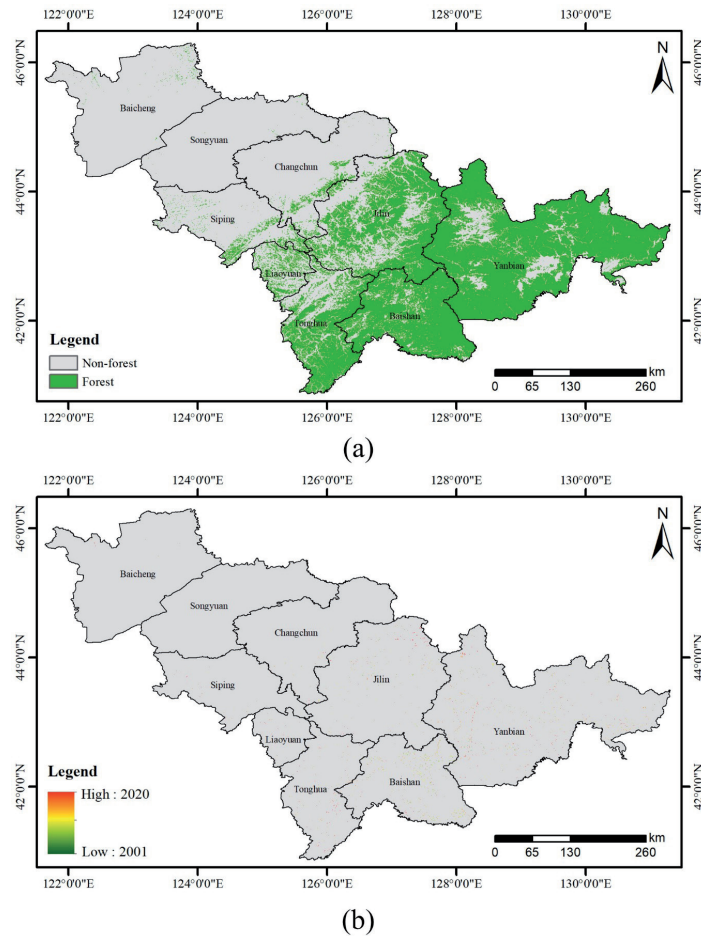 122°0'0"E 124°0'0"E 126°0'0"E 128°0'0"E 130°0'0"E
46°0'0"N
44°0'0"N
42°0'0"N
46°0'0"N
44°0'0"N
42°0'0"N
N
Baicheng
Songyuan
Changchun
Siping
Jilin
Liaoyuan
Yanbian
Tonghua
Baishan
Legend
Non-forest
Forest
km
0 65 130 260
122°0'0"E 124°0'0"E 126°0'0"E 128°0'0"E 130°0'0"E
(a)
122°0'0"E 124°0'0"E 126°0'0"E 128°0'0"E 130°0'0"E
46°0'0"N
44°0'0"N
42°0'0"N
46°0'0"N
44°0'0"N
42°0'0"N
N
Baicheng
Songyuan
Changchun
Siping
Jilin
Liaoyuan
Yanbian
Tonghua
Baishan
Legend
High : 2020
Low : 2001
km
0 65 130 260
122°0'0"E 124°0'0"E 126°0'0"E 128°0'0"E 130°0'0"E
(b)